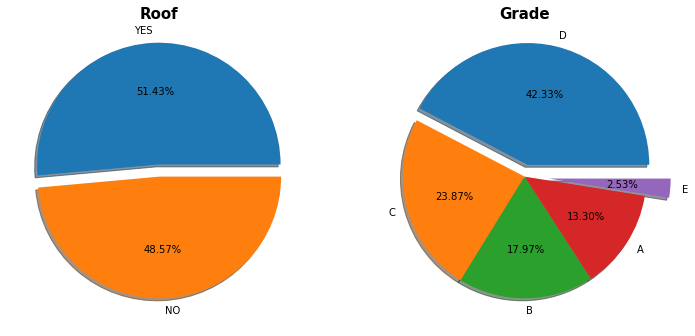 Roof
YES
51.43%
48.57%
NO
Grade
D
42.33%
2.53%
E
23.87%
C
13.30%
17.97%
A
B